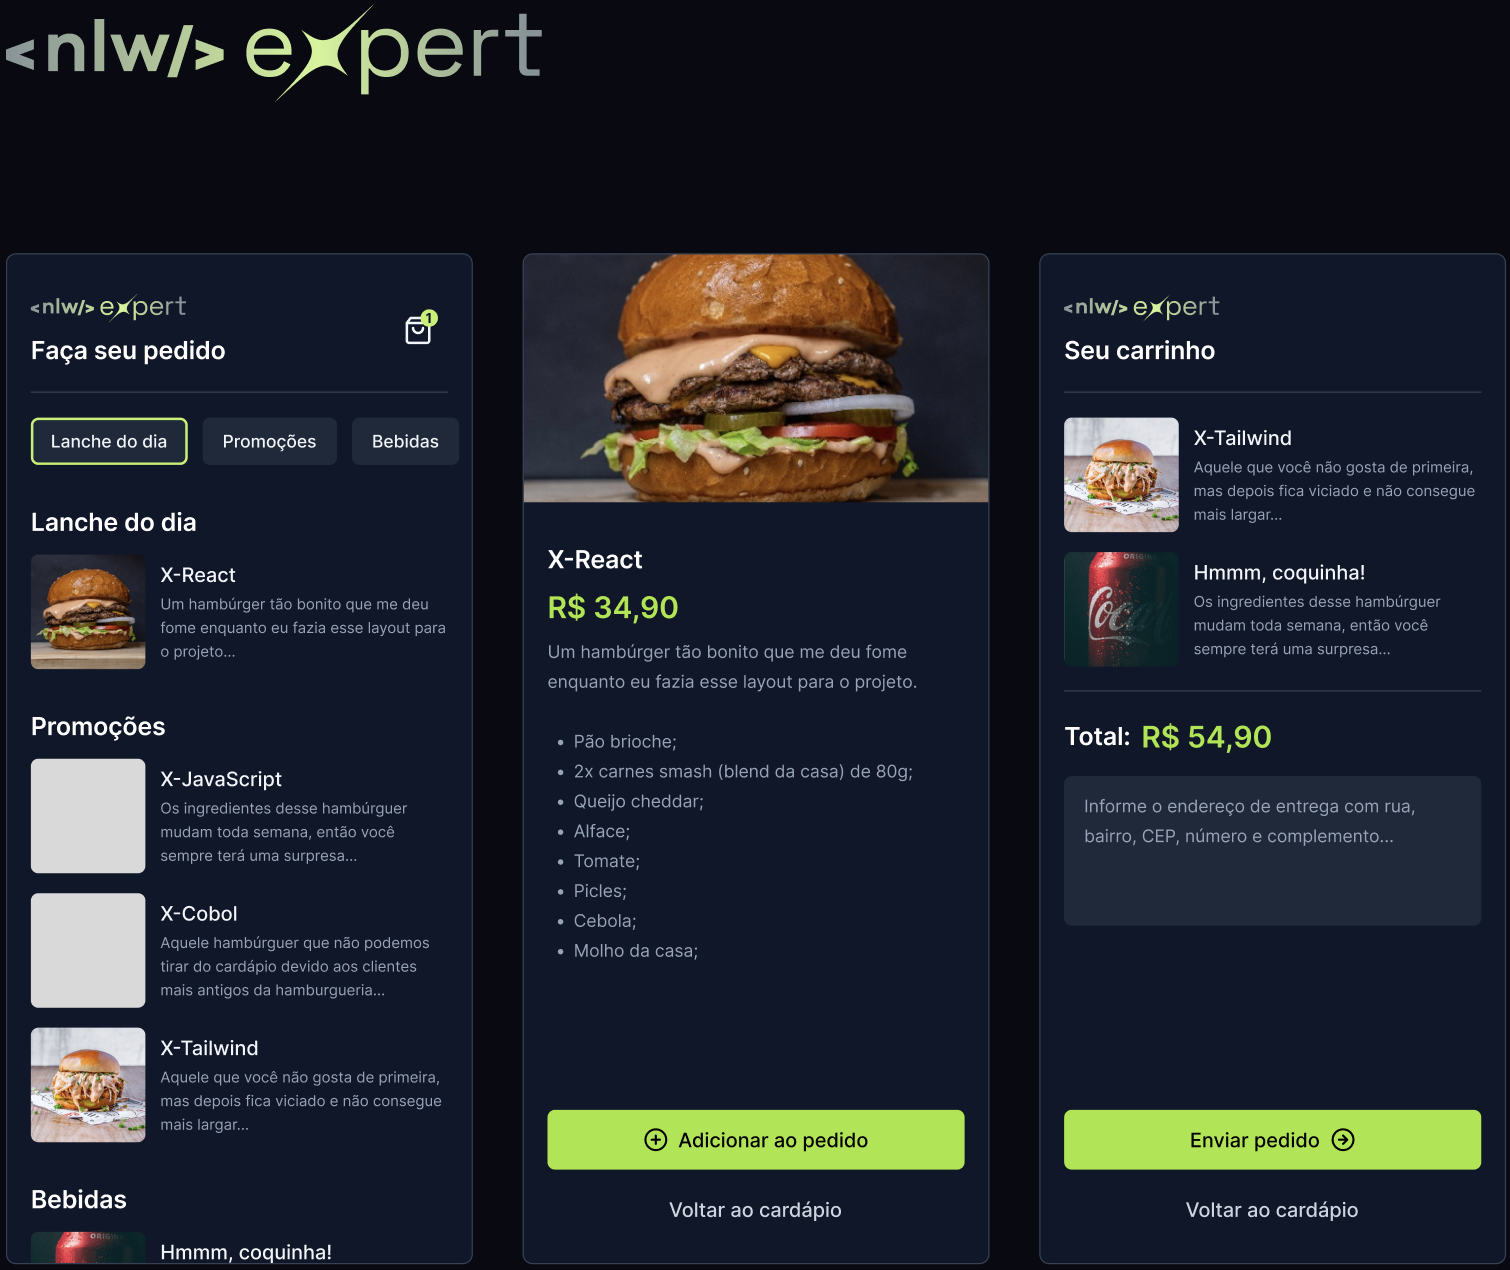 <nlw/> expert
<nlw/> expert
1
Faça seu pedido
Lanche do dia
Promoções
Bebidas
Lanche do dia
X-React
Um hambúrger tão bonito que me deu
fome enquanto eu fazia esse layout para
o projeto...
Promoções
X-JavaScript
Os ingredientes desse hambúrguer
mudam toda semana, então você
sempre terá uma surpresa...
X-Cobol
Aquele hambúrguer que não podemos
tirar do cardápio devido aos clientes
mais antigos da hamburgueria...
X-Tailwind
Aquele que você não gosta de primeira,
mas depois fica viciado e não consegue
mais largar...
Bebidas
Hmmm, coquinha!
X-React
R$ 34,90
Um hambúrger tão bonito que me deu fome
enquanto eu fazia esse layout para o projeto.
• Pão brioche;
• 2x carnes smash (blend da casa) de 80g;
• Queijo cheddar;
• Alface;
• Tomate;
• Picles;
• Cebola;
• Molho da casa;
Adicionar ao pedido
Voltar ao cardápio
<nlw/> expert
Seu carrinho
X-Tailwind
Aquele que você não gosta de primeira,
mas depois fica viciado e não consegue
mais largar...
Coca
Hmmm, coquinha!
Os ingredientes desse hambúrguer
mudam toda semana, então você
sempre terá uma surpresa...
Total: R$ 54,90
Informe o endereço de entrega com rua,
bairro, CEP, número e complemento...
Enviar pedido
Voltar ao cardápio